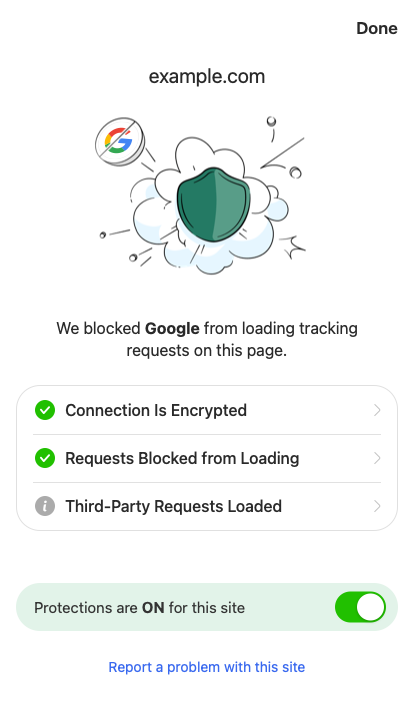 Done
example.com
We blocked Google from loading tracking
requests on this page.
Connection Is Encrypted
Requests Blocked from Loading
Third-Party Requests Loaded
Protections are ON for this site
Report a problem with this site